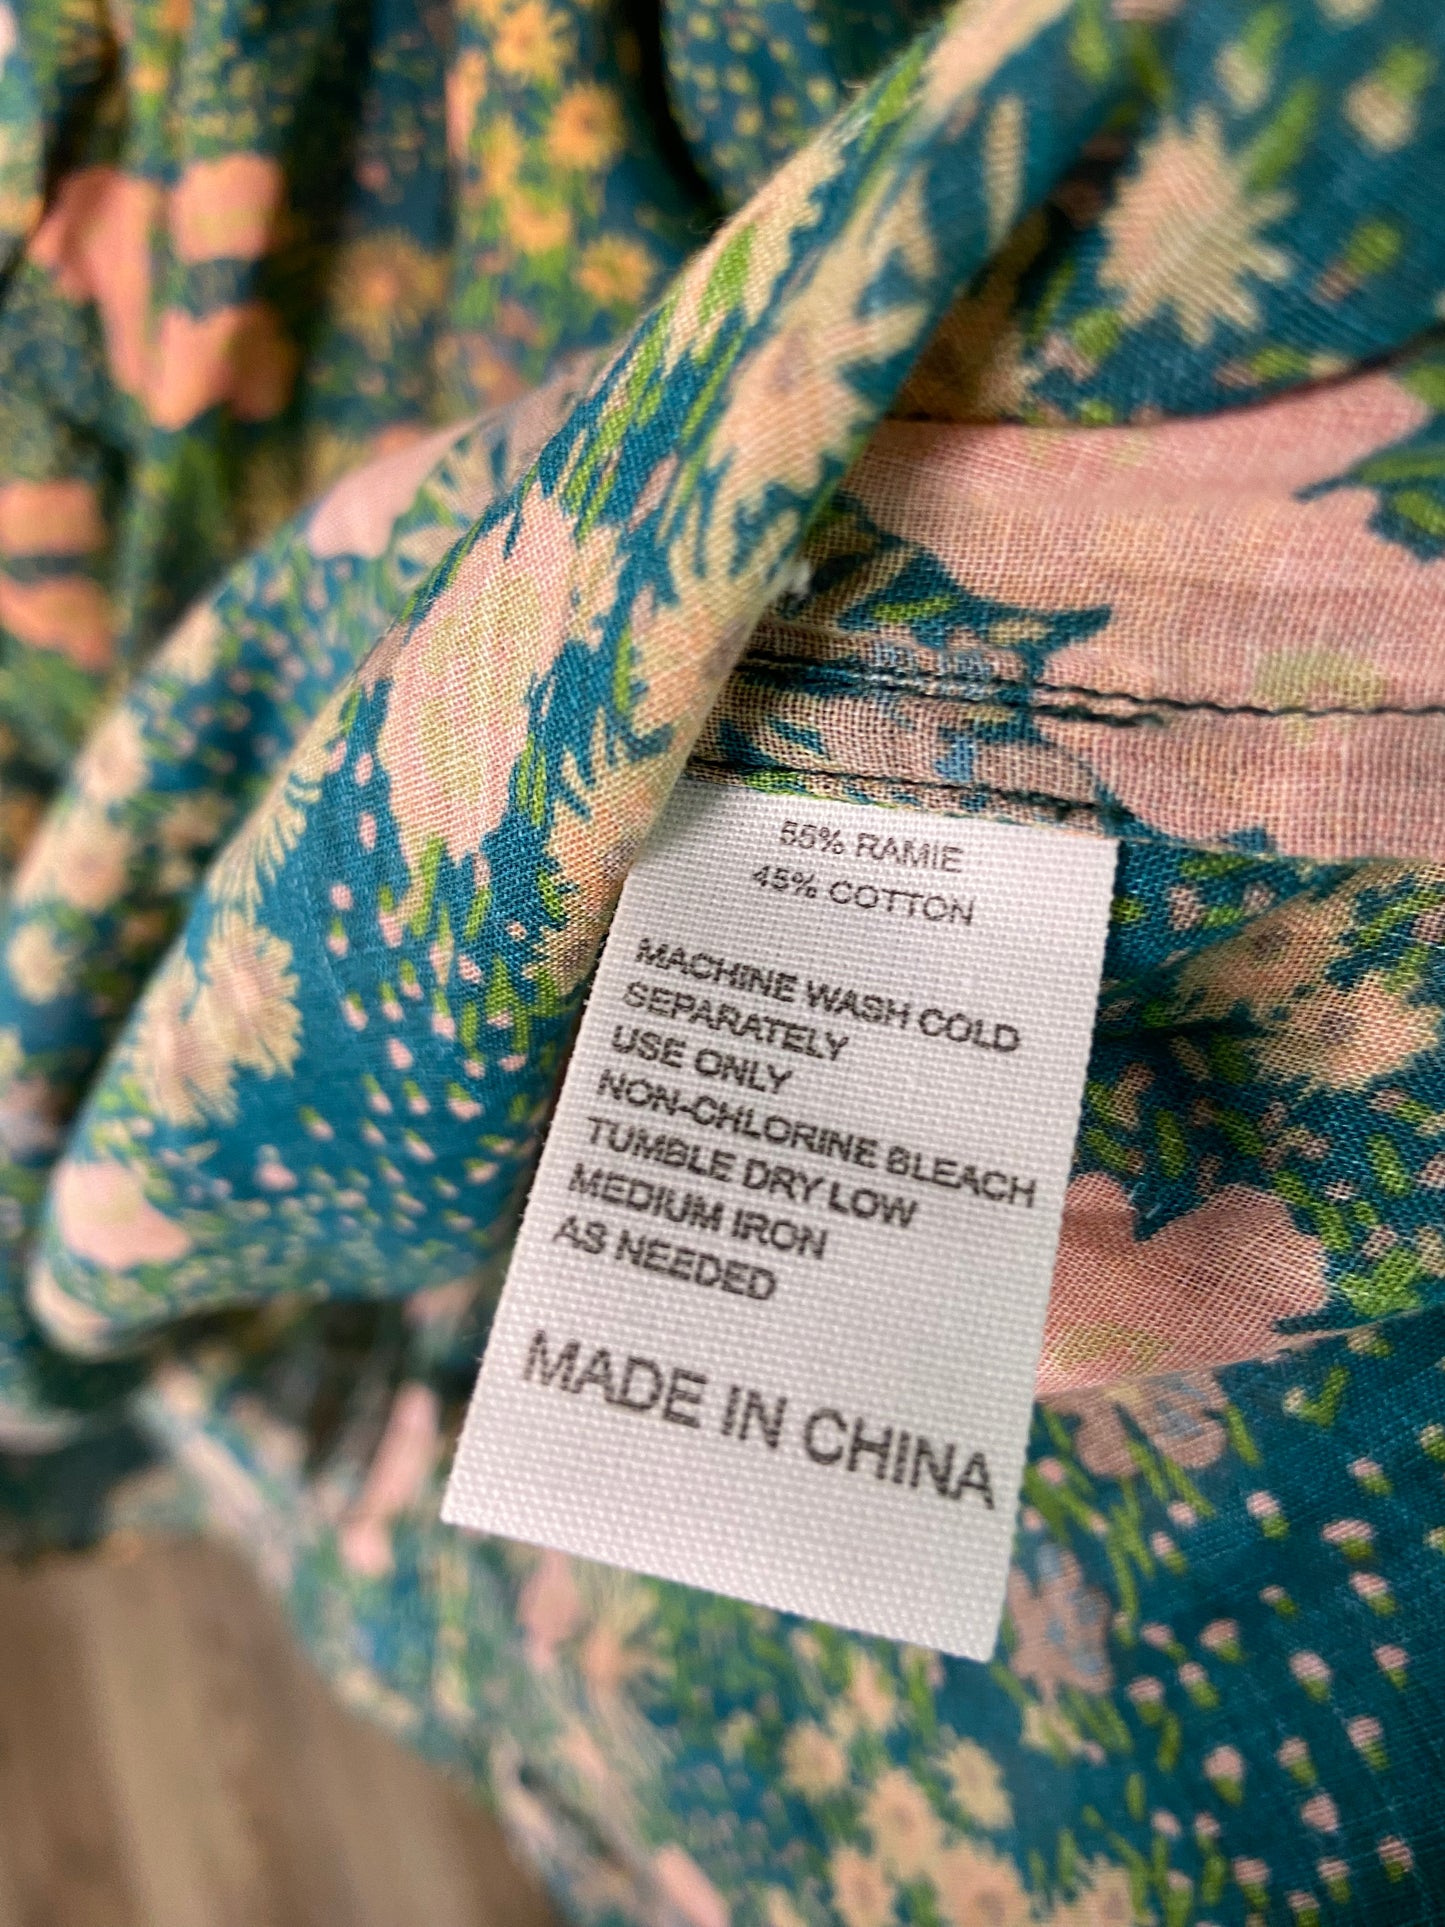 55% RAMIE
45% COTTON
MACHINE WASH COLD
SEPARATELY
USE ONLY
NON-CHLORINE BLEACH
TUMBLE DRY LOW
MEDIUM IRON
AS NEEDED
MADE IN CHINA